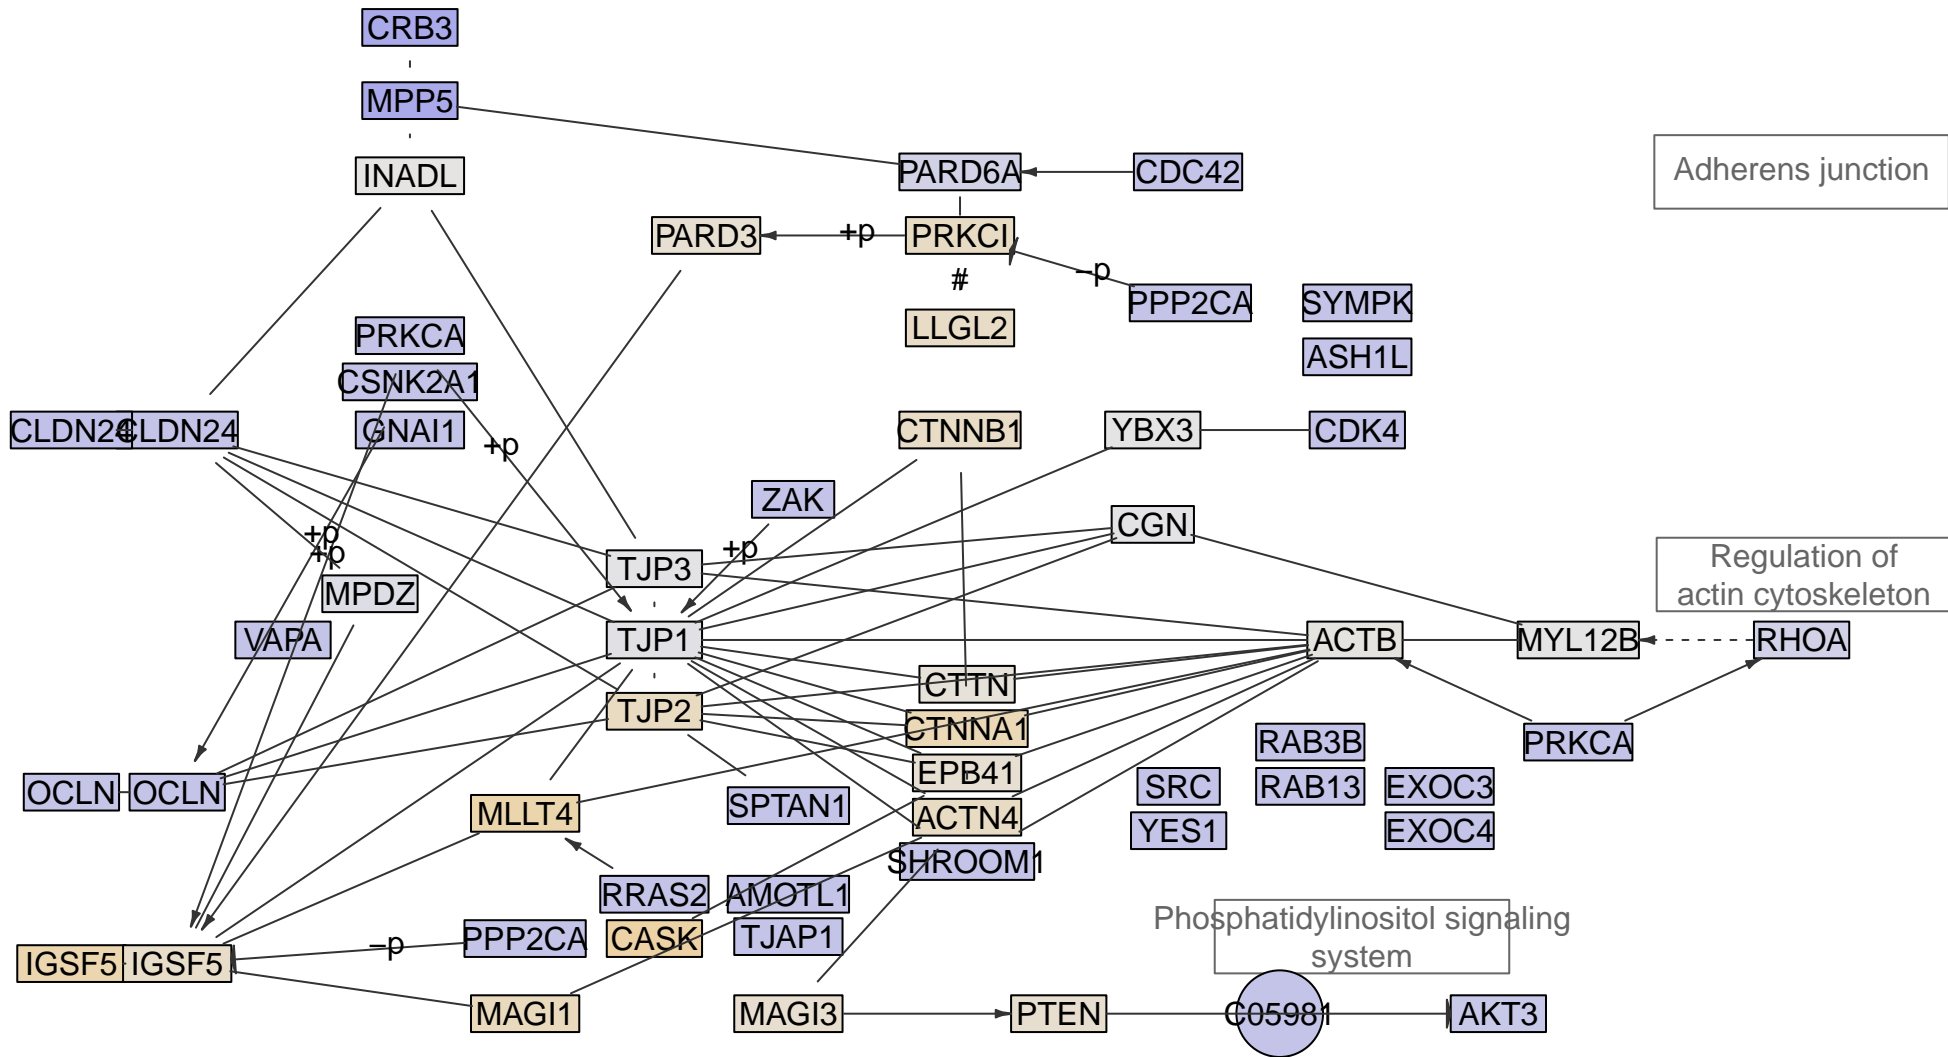 CRB3
MPP5
INADL
PARD6A
CDC42
Adherens junction
PARD3
+p
PRKCI
#
–p
PPP2CA
SYMPK
LLGL2
PRKCA
ASH1L
CSNK2A1
CLDN24
CLDN24
GNAI1
+p
CTNNB1
YBX3
CDK4
ZAK
CGN
+p
+p
+p
TJP3
Regulation of
actin cytoskeleton
MPDZ
VAPA
TJP1
ACTB
MYL12B
RHOA
CTTN
TJP2
CTNNA1
RAB3B
PRKCA
EPB41
OCLN
OCLN
SRC
RAB13
EXOC3
SPTAN1
MLLT4
ACTN4
YES1
EXOC4
SHROOM1
RRAS2
AMOTL1
Phosphatidylinositol signaling
system
PPP2CA
CASK
TJAP1
–p
IGSF5
IGSF5
MAGI1
MAGI3
PTEN
C05981
AKT3